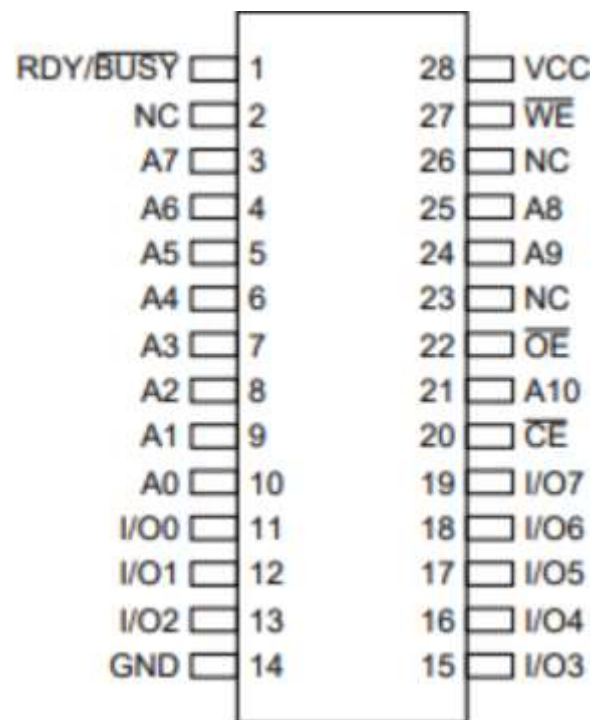 RDY/BUSY 1 28 VCC
NC 2 27 WE
A7 3 26 NC
A6 4 25 A8
A5 5 24 A9
A4 6 23 NC
A3 7 22 OE
A2 8 21 A10
A1 9 20 CE
A0 10 19 I/O7
I/O0 11 18 I/O6
I/O1 12 17 I/O5
I/O2 13 16 I/O4
GND 14 15 I/O3